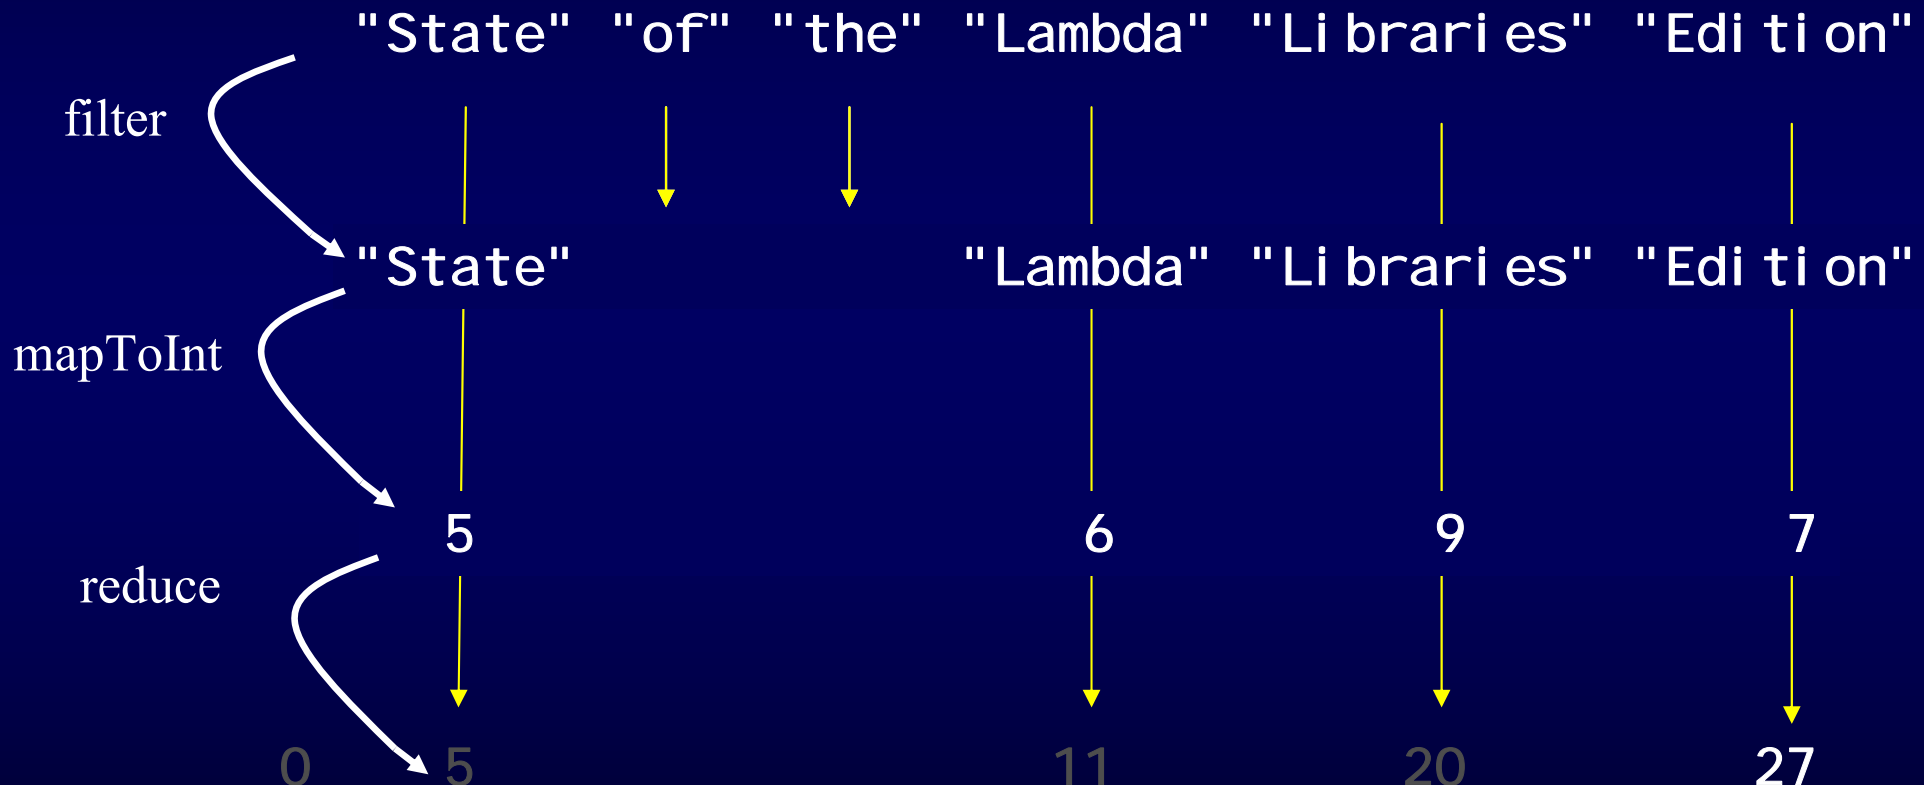 "State" "of" "the" "Lambda" "Libraries" "Edition"
filter
"State" "Lambda" "Libraries" "Edition"
mapToInt
5 6 9 7
reduce
0 5 11 20 27